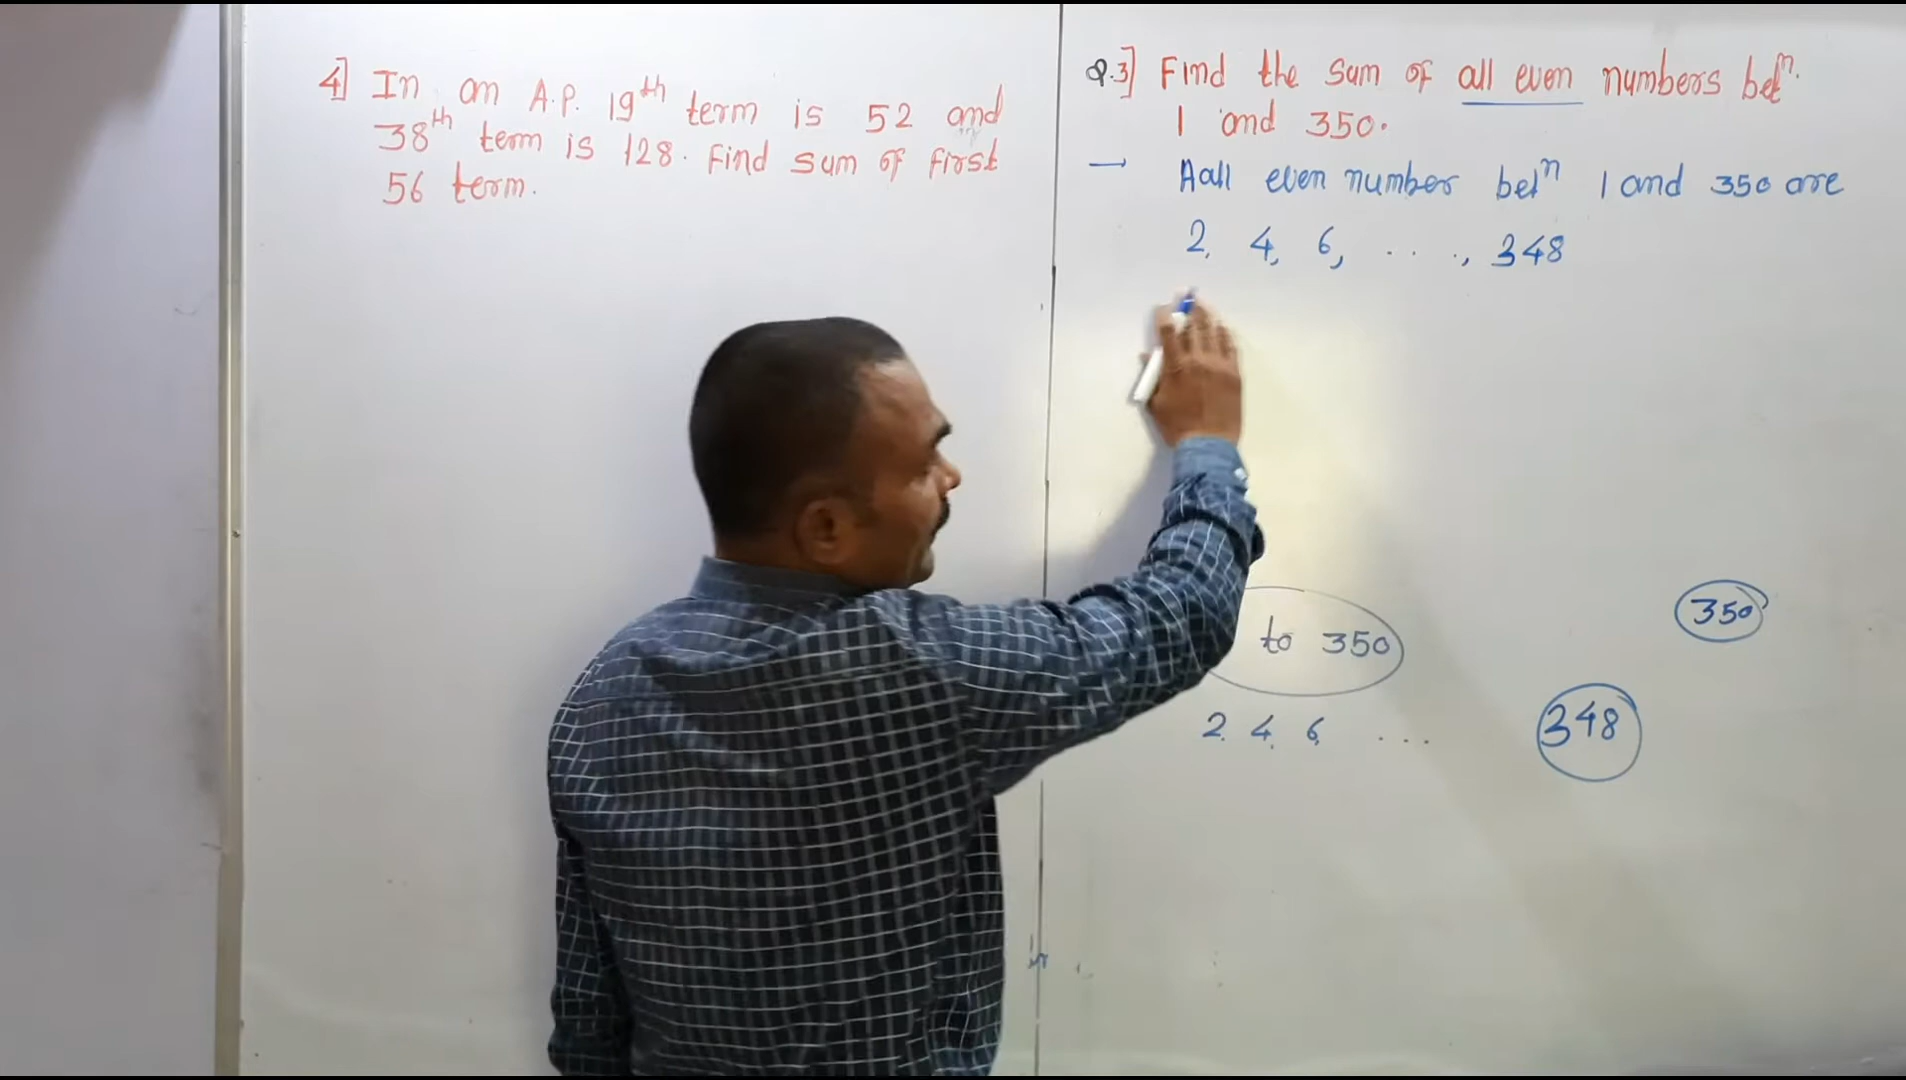 4] In an A.P. 19th term is 52 and
38th term is 128. Find sum of first
56 term.
Q.3] Find the sum of all even numbers betn.
1 and 350.
→ Aall even number betn 1 and 350 are
2, 4, 6, . . . ., 348
to 350
350
2, 4, 6, ...
348